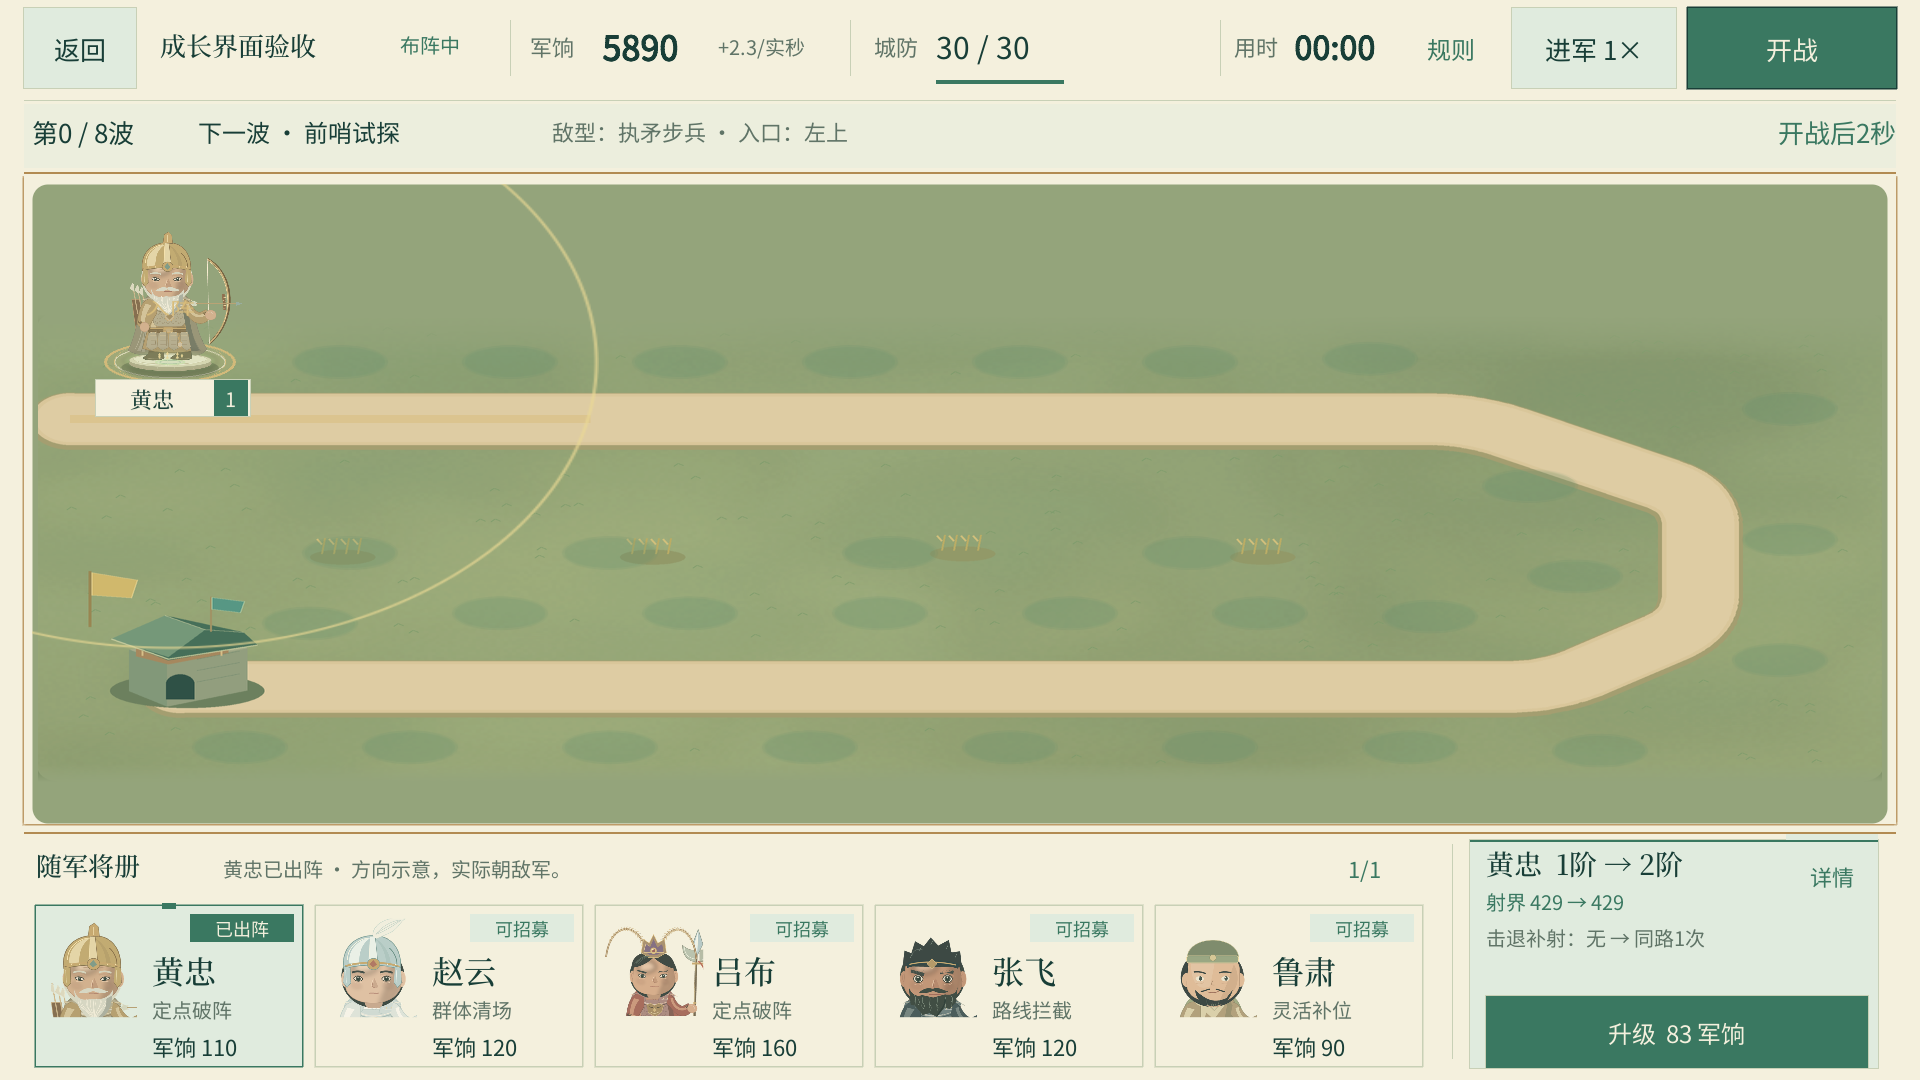 返回
成长界面验收
布阵中
军饷 5890 +2.3/实秒
城防 30 / 30
用时 00:00
规则
进军 1×
开战
第0 / 8波
下一波 · 前哨试探
敌型：执矛步兵 · 入口：左上
开战后2秒
黄忠 1
随军将册
黄忠已出阵 · 方向示意，实际朝敌军。
1/1
已出阵
黄忠
定点破阵
军饷 110
可招募
赵云
群体清场
军饷 120
可招募
吕布
定点破阵
军饷 160
可招募
张飞
路线拦截
军饷 120
可招募
鲁肃
灵活补位
军饷 90
黄忠 1阶 → 2阶
详情
射界 429 → 429
击退补射：无 → 同路1次
升级 83 军饷